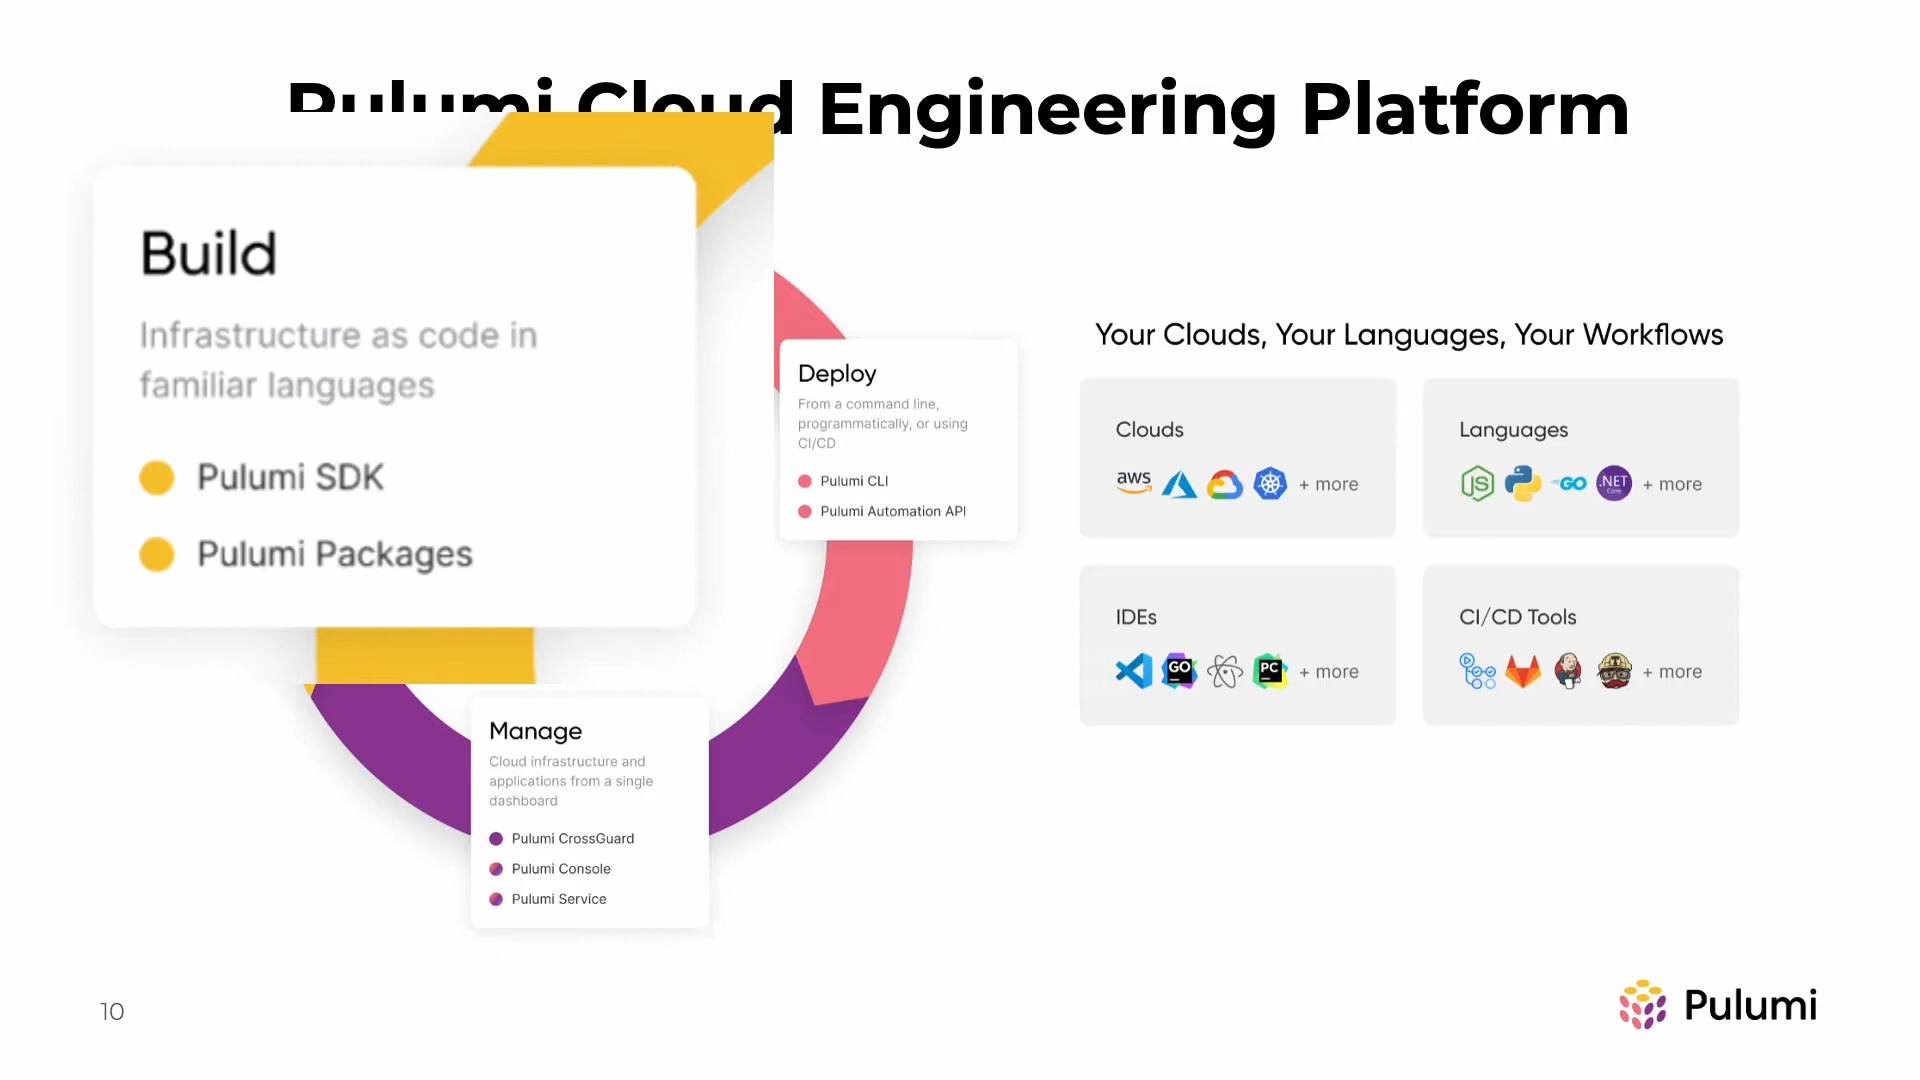 Pulumi Cloud Engineering Platform
Build
Infrastructure as code in
familiar languages
Pulumi SDK
Pulumi Packages
Deploy
From a command line,
programmatically, or using
CI/CD
Pulumi CLI
Pulumi Automation API
Manage
Cloud infrastructure and
applications from a single
dashboard
Pulumi CrossGuard
Pulumi Console
Pulumi Service
Your Clouds, Your Languages, Your Workflows
Clouds
aws
+ more
Languages
JS
GO
.NET
Core
+ more
IDEs
GO
PC
+ more
CI/CD Tools
T
+ more
10
Pulumi